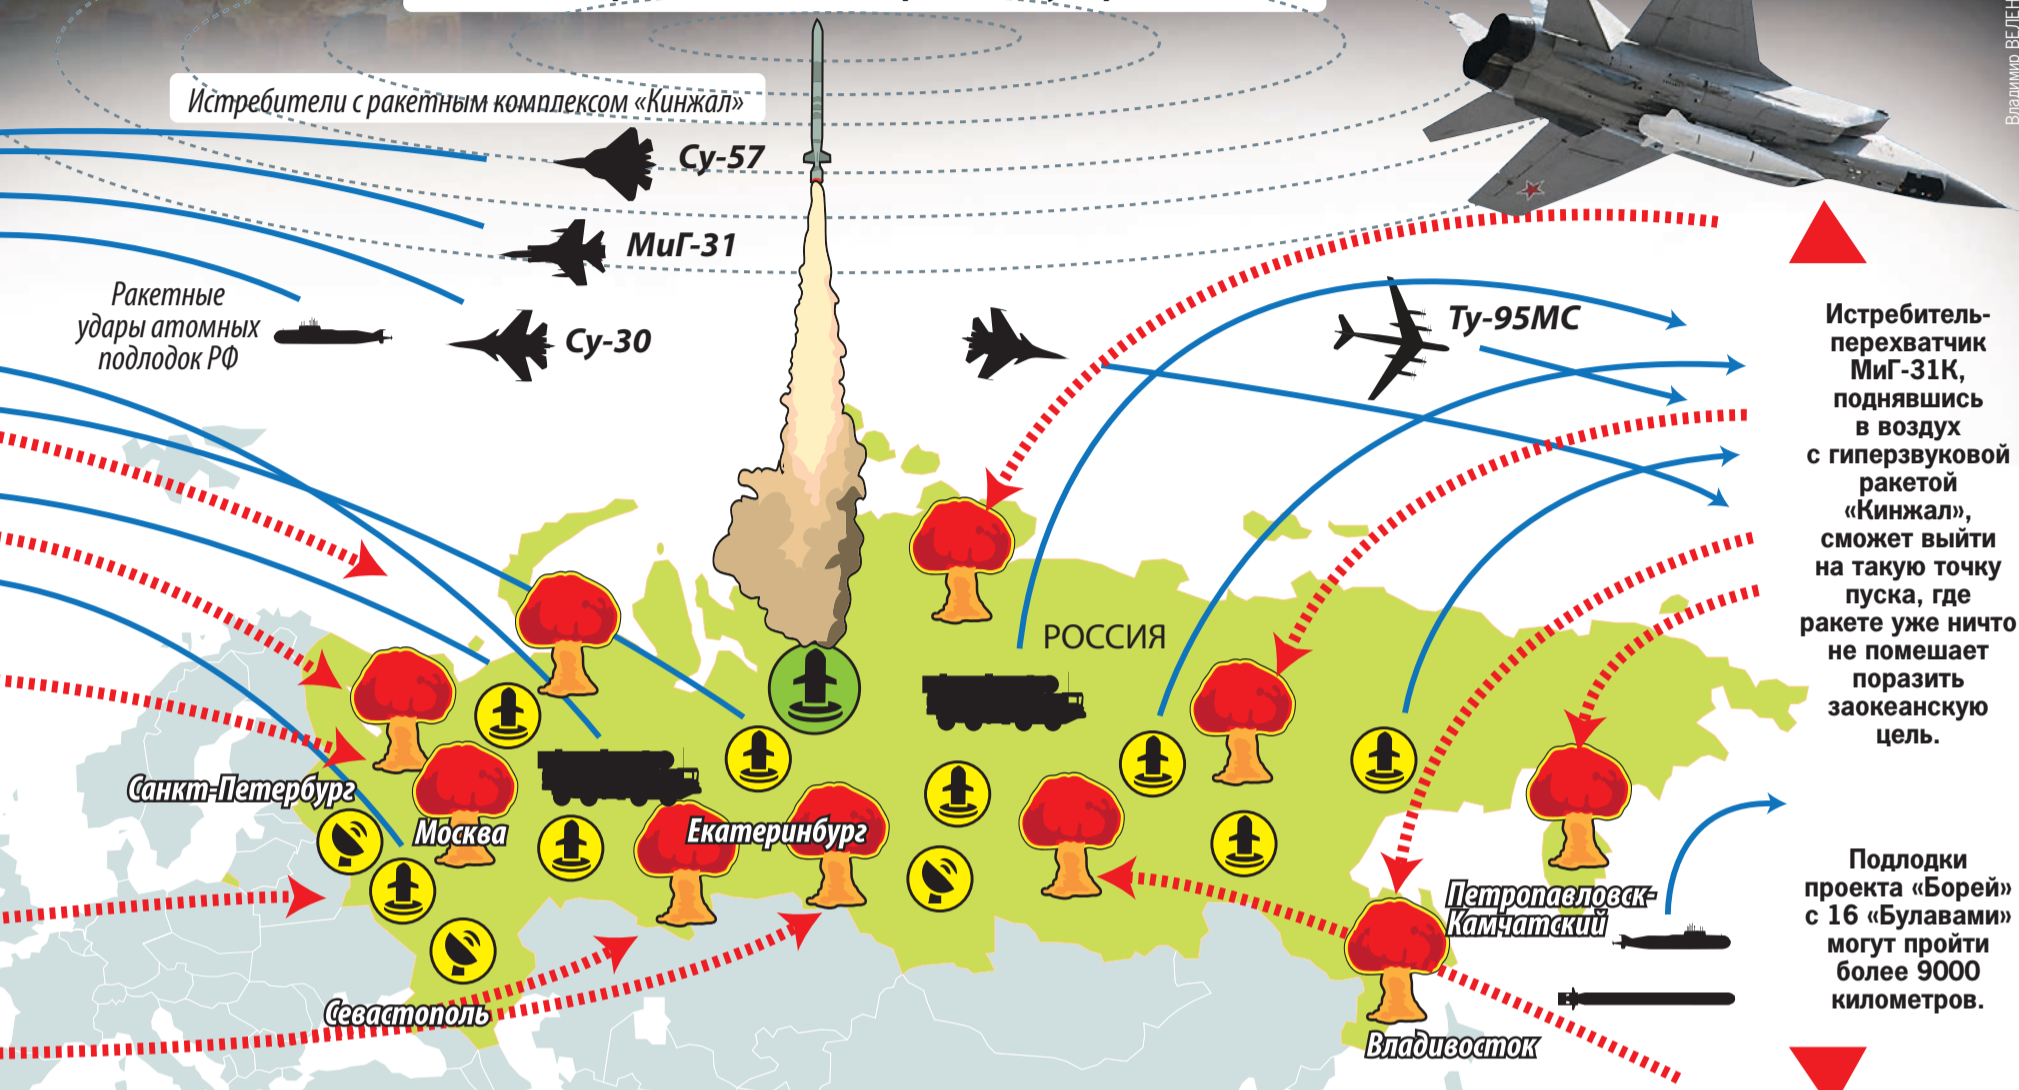 Владимир ВЕЛЕН
Истребители с ракетным комплексом «Кинжал»
Су-57
МиГ-31
Су-30
Ракетные
удары атомных
подлодок РФ
Ту-95МС
РОССИЯ
Санкт-Петербург
Москва
Екатеринбург
Севастополь
Петропавловск-
Камчатский
Владивосток
Истребитель-
перехватчик
МиГ-31К,
поднявшись
в воздух
с гиперзвуковой
ракетой
«Кинжал»,
сможет выйти
на такую точку
пуска, где
ракете уже ничто
не помешает
поразить
заокеанскую
цель.
Подлодки
проекта «Борей»
с 16 «Булавами»
могут пройти
более 9000
километров.